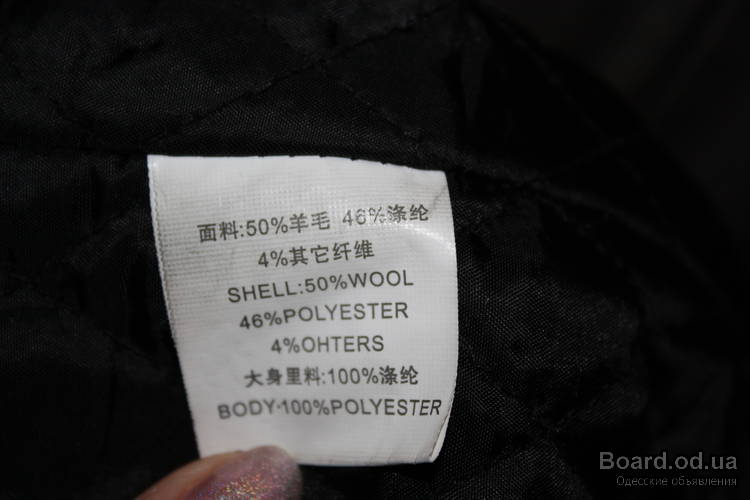 面料:50%羊毛 46%涤纶
4%其它纤维
SHELL:50%WOOL
46%POLYESTER
4%OHTERS
大身里料:100%涤纶
BODY:100%POLYESTER
Board.od.ua
Одесские объявления